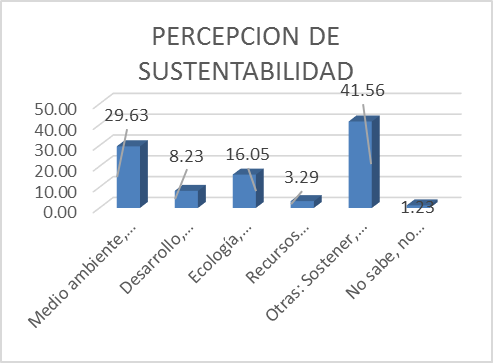 PERCEPCION DE
SUSTENTABILIDAD
50.00
40.00
30.00
20.00
10.00
0.00
29.63
8.23
16.05
3.29
41.56
1.23
Medio ambiente,...
Desarrollo,...
Ecología,...
Recursos...
Otras: Sostener,...
No sabe, no...